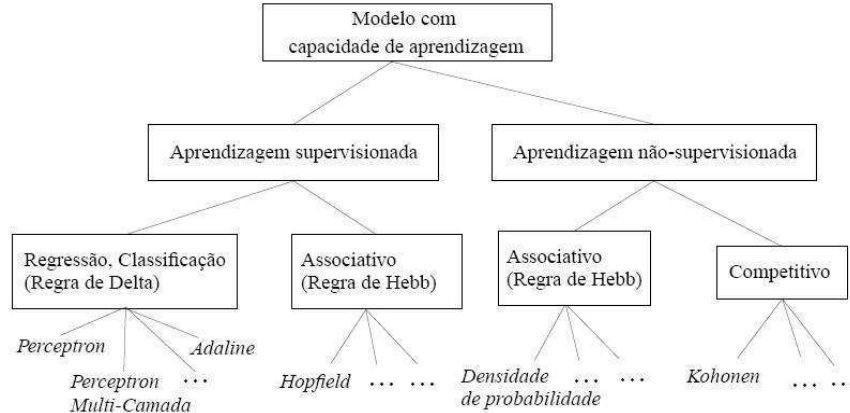 Modelo com
capacidade de aprendizagem
Aprendizagem supervisionada
Aprendizagem não-supervisionada
Regressão, Classificação
(Regra de Delta)
Associativo
(Regra de Hebb)
Associativo
(Regra de Hebb)
Competitivo
Perceptron
Adaline
Perceptron
Multi-Camada
...
Hopfield ... ...
Densidade
de probabilidade
... ...
Kohonen ... ..